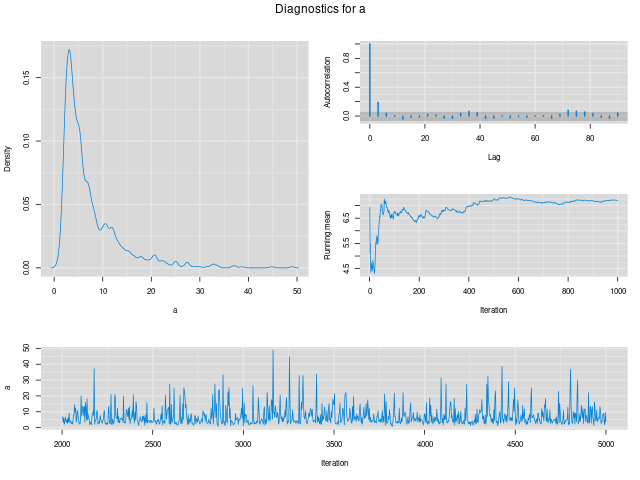 Diagnostics for a
Density
0.00
0.05
0.10
0.15
0 10 20 30 40 50
a
Autocorrelation
0.0
0.4
0.8
0 20 40 60 80
Lag
Running mean
4.5
5.5
6.5
0 200 400 600 800 1000
Iteration
a
0
10
20
30
40
50
2000 2500 3000 3500 4000 4500 5000
Iteration